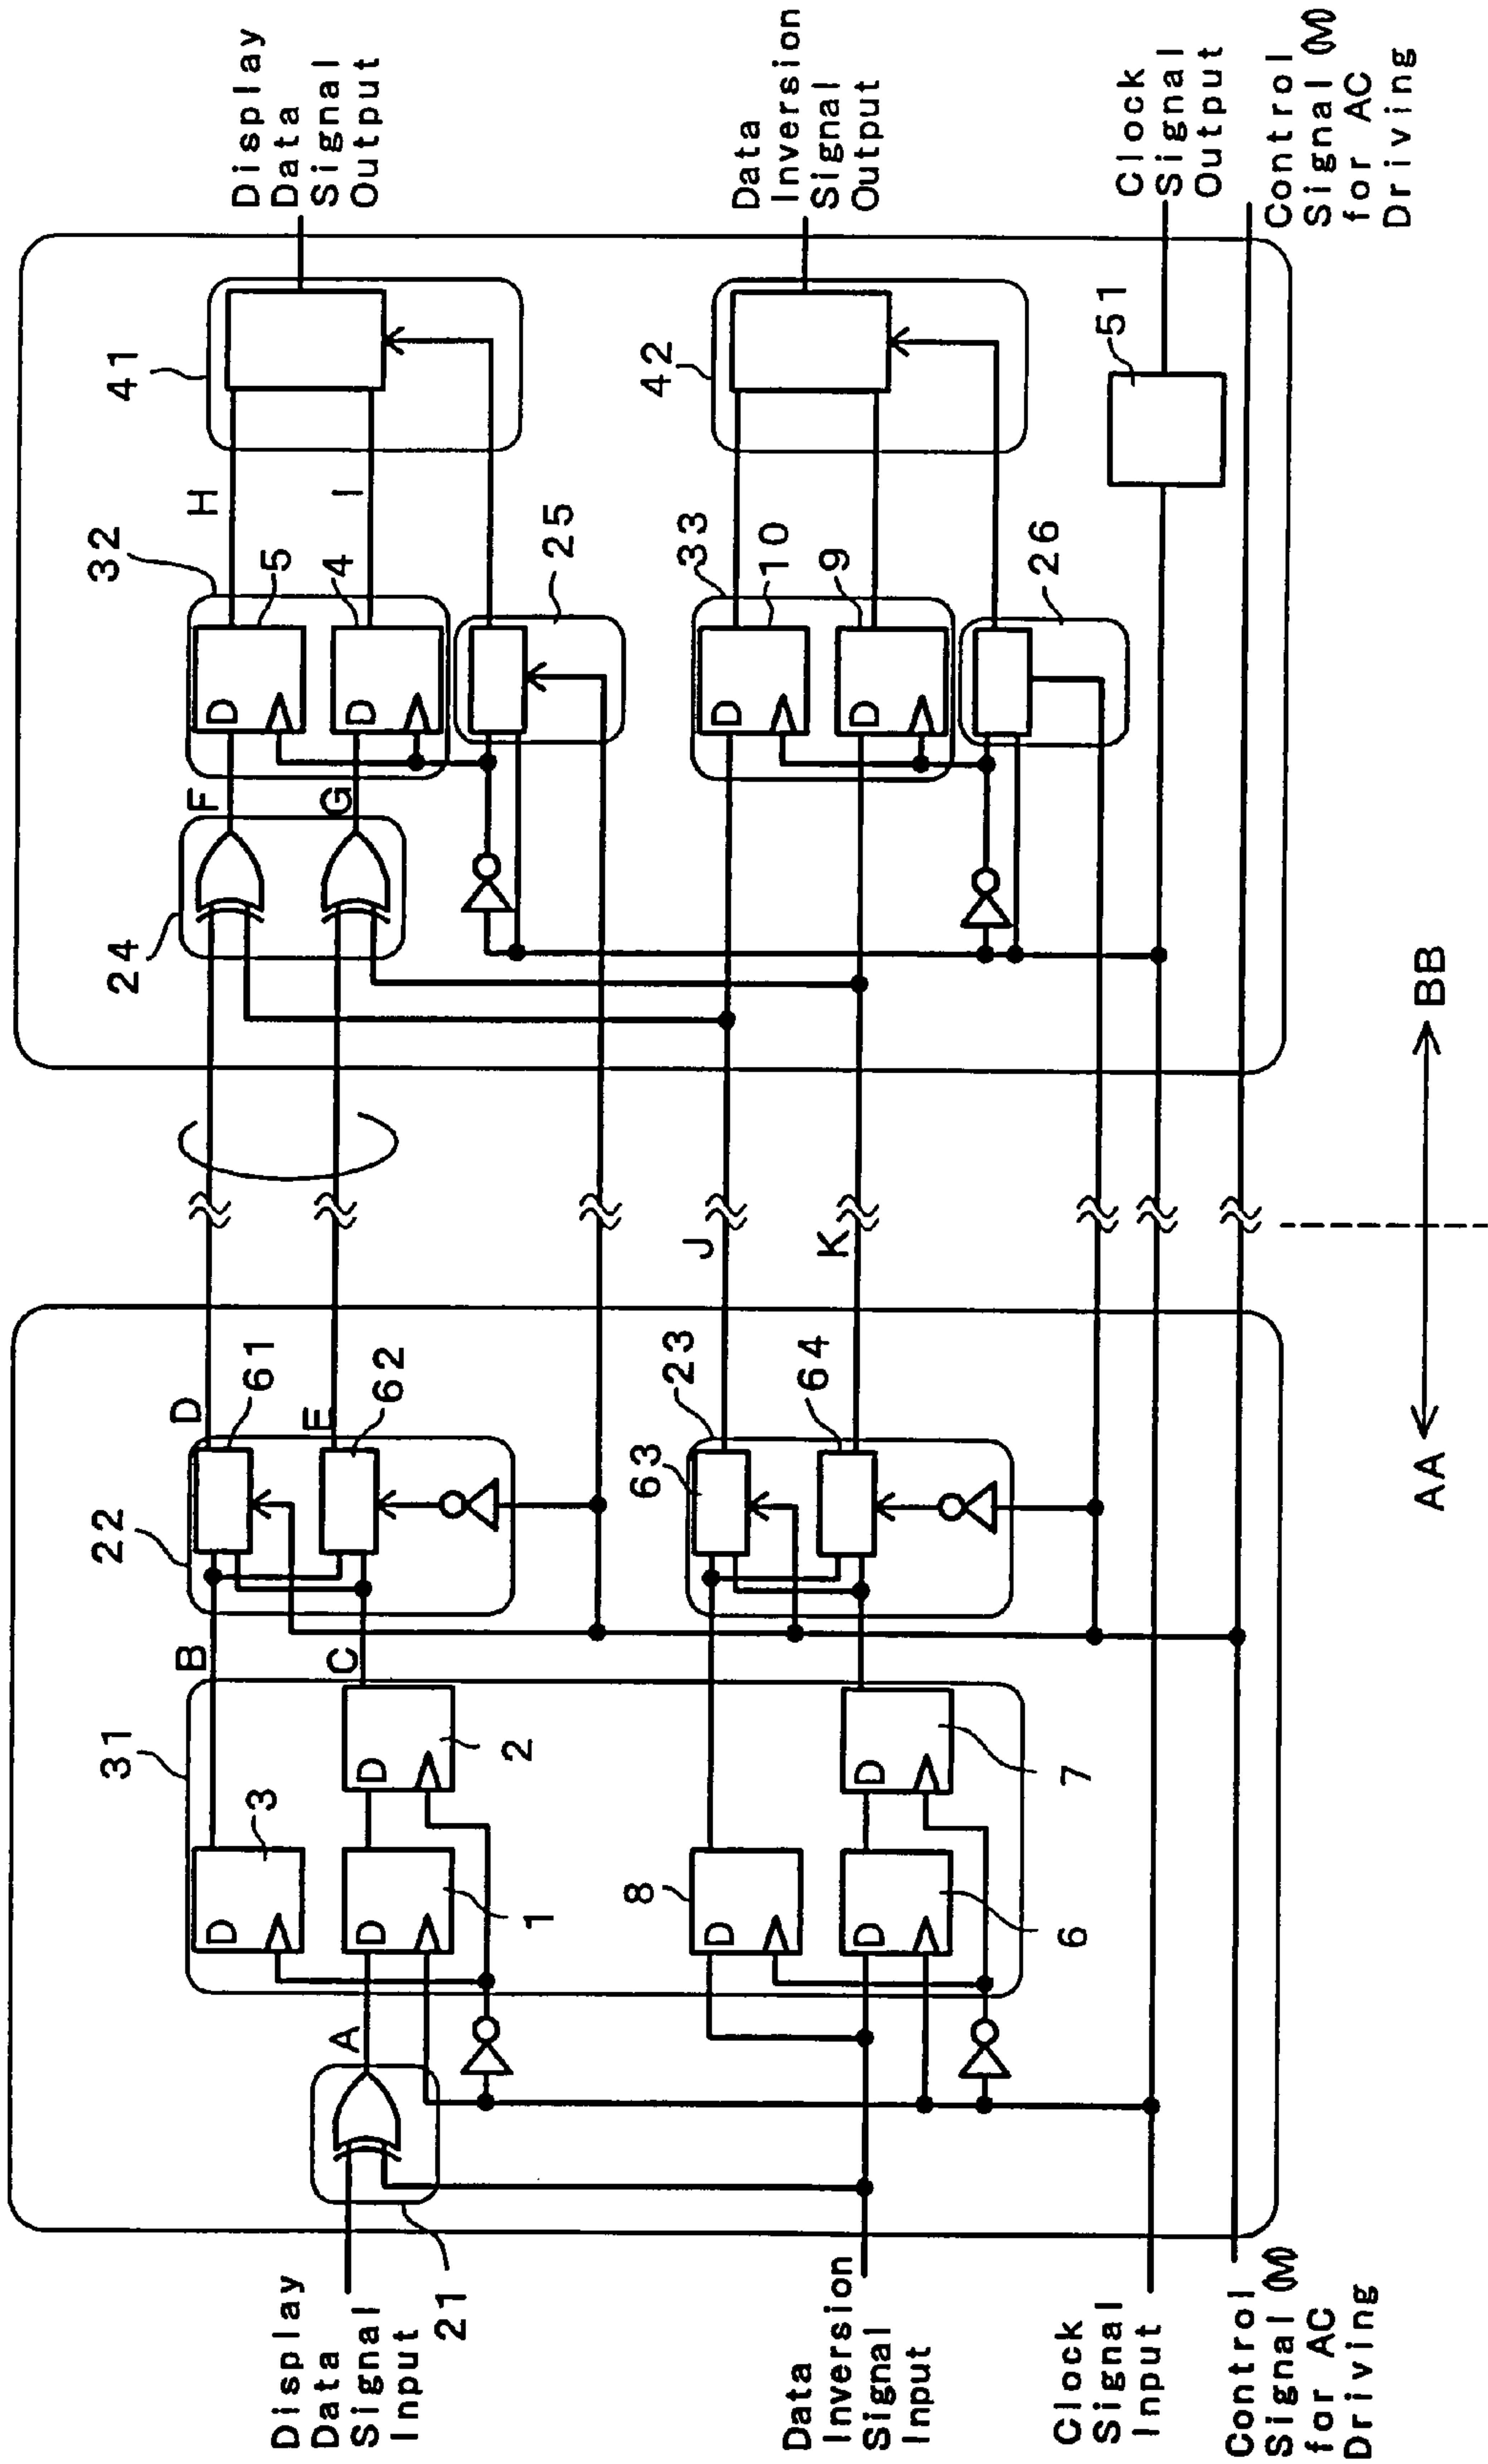 Display
Data
Signal
Input
21
A
3
D
1
D
31
2
D
B
C
22
D
61
E
62
Data
Inversion
Signal
Input
8
D
6
D
7
D
63
23
64
J
K
Clock
Signal
Input
Control
Signal (M)
for AC
Driving
AA
BB
24
F
G
32
5
D
4
D
H
I
25
41
Display
Data
Signal
Output
33
10
D
9
D
26
42
Data
Inversion
Signal
Output
51
Clock
Signal
Output
Control
Signal (M)
for AC
Driving